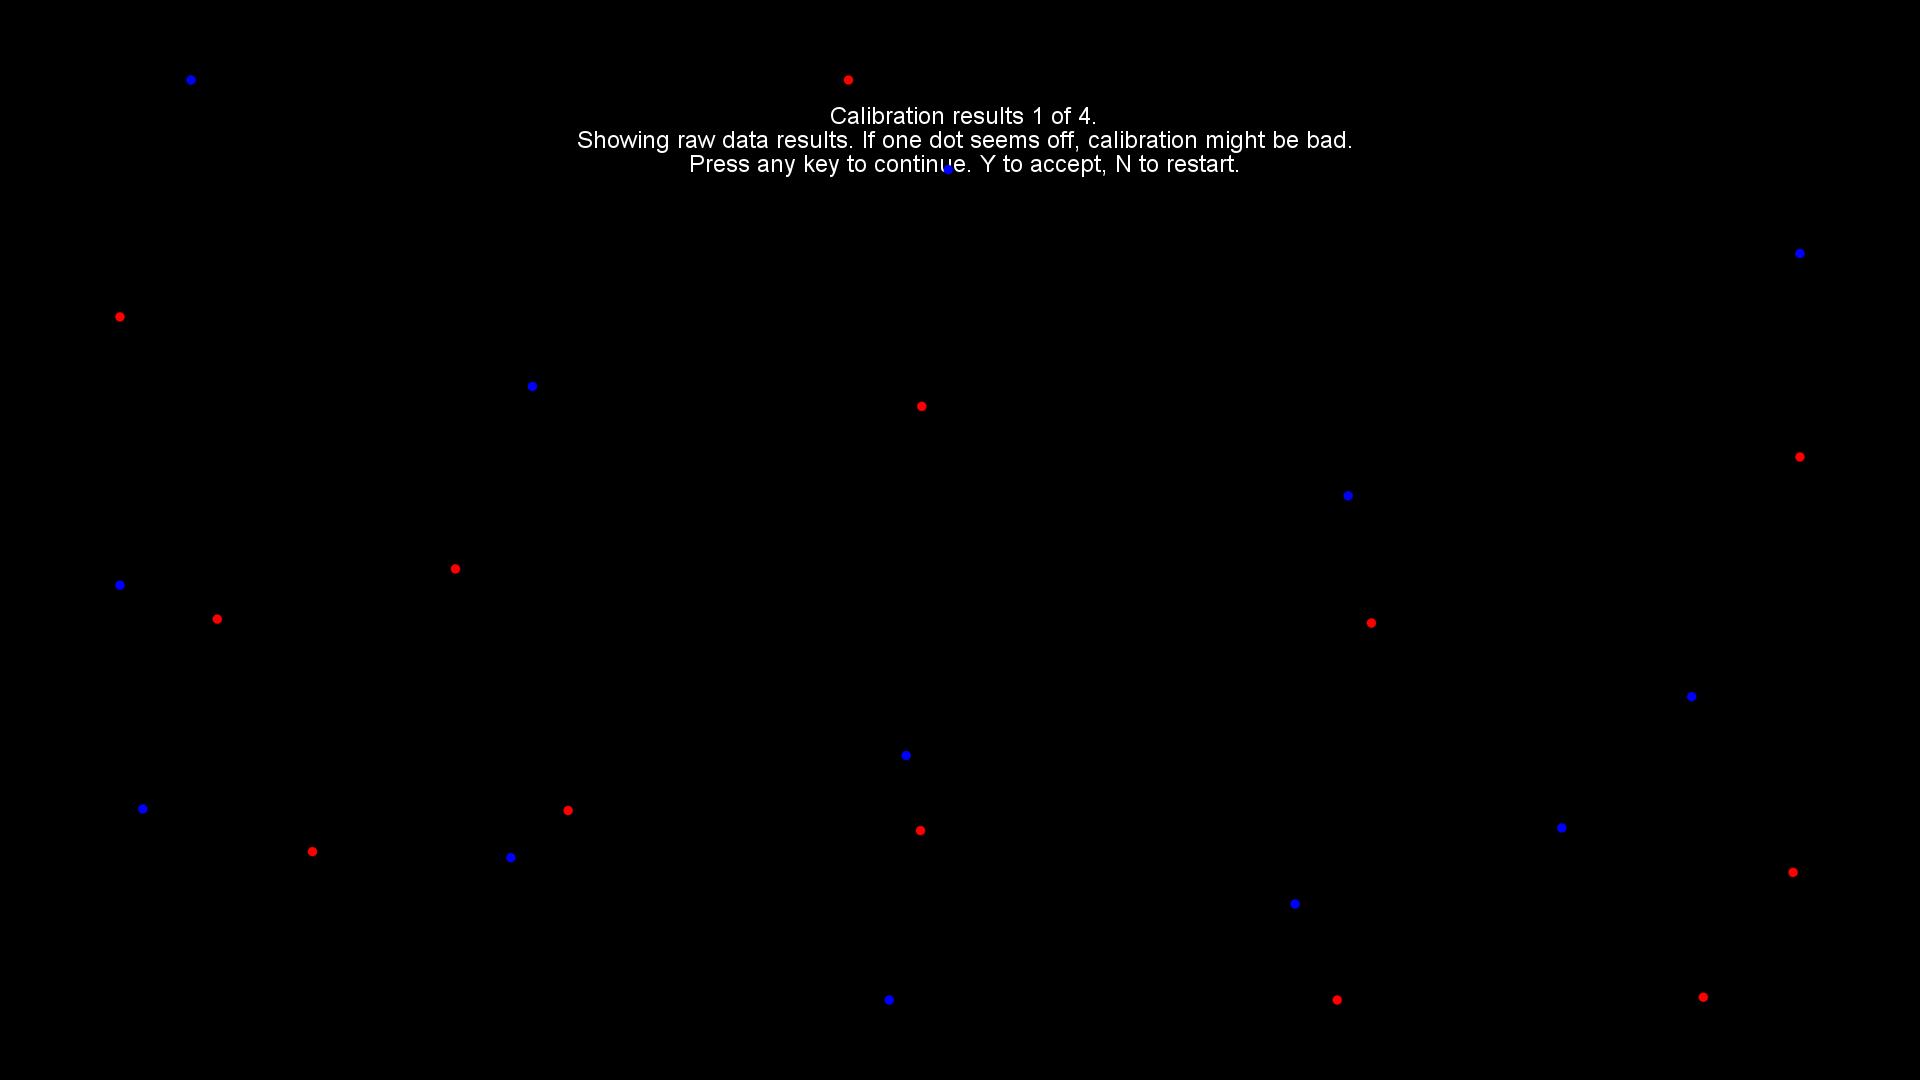 Calibration results 1 of 4.
Showing raw data results. If one dot seems off, calibration might be bad.
Press any key to continue. Y to accept, N to restart.